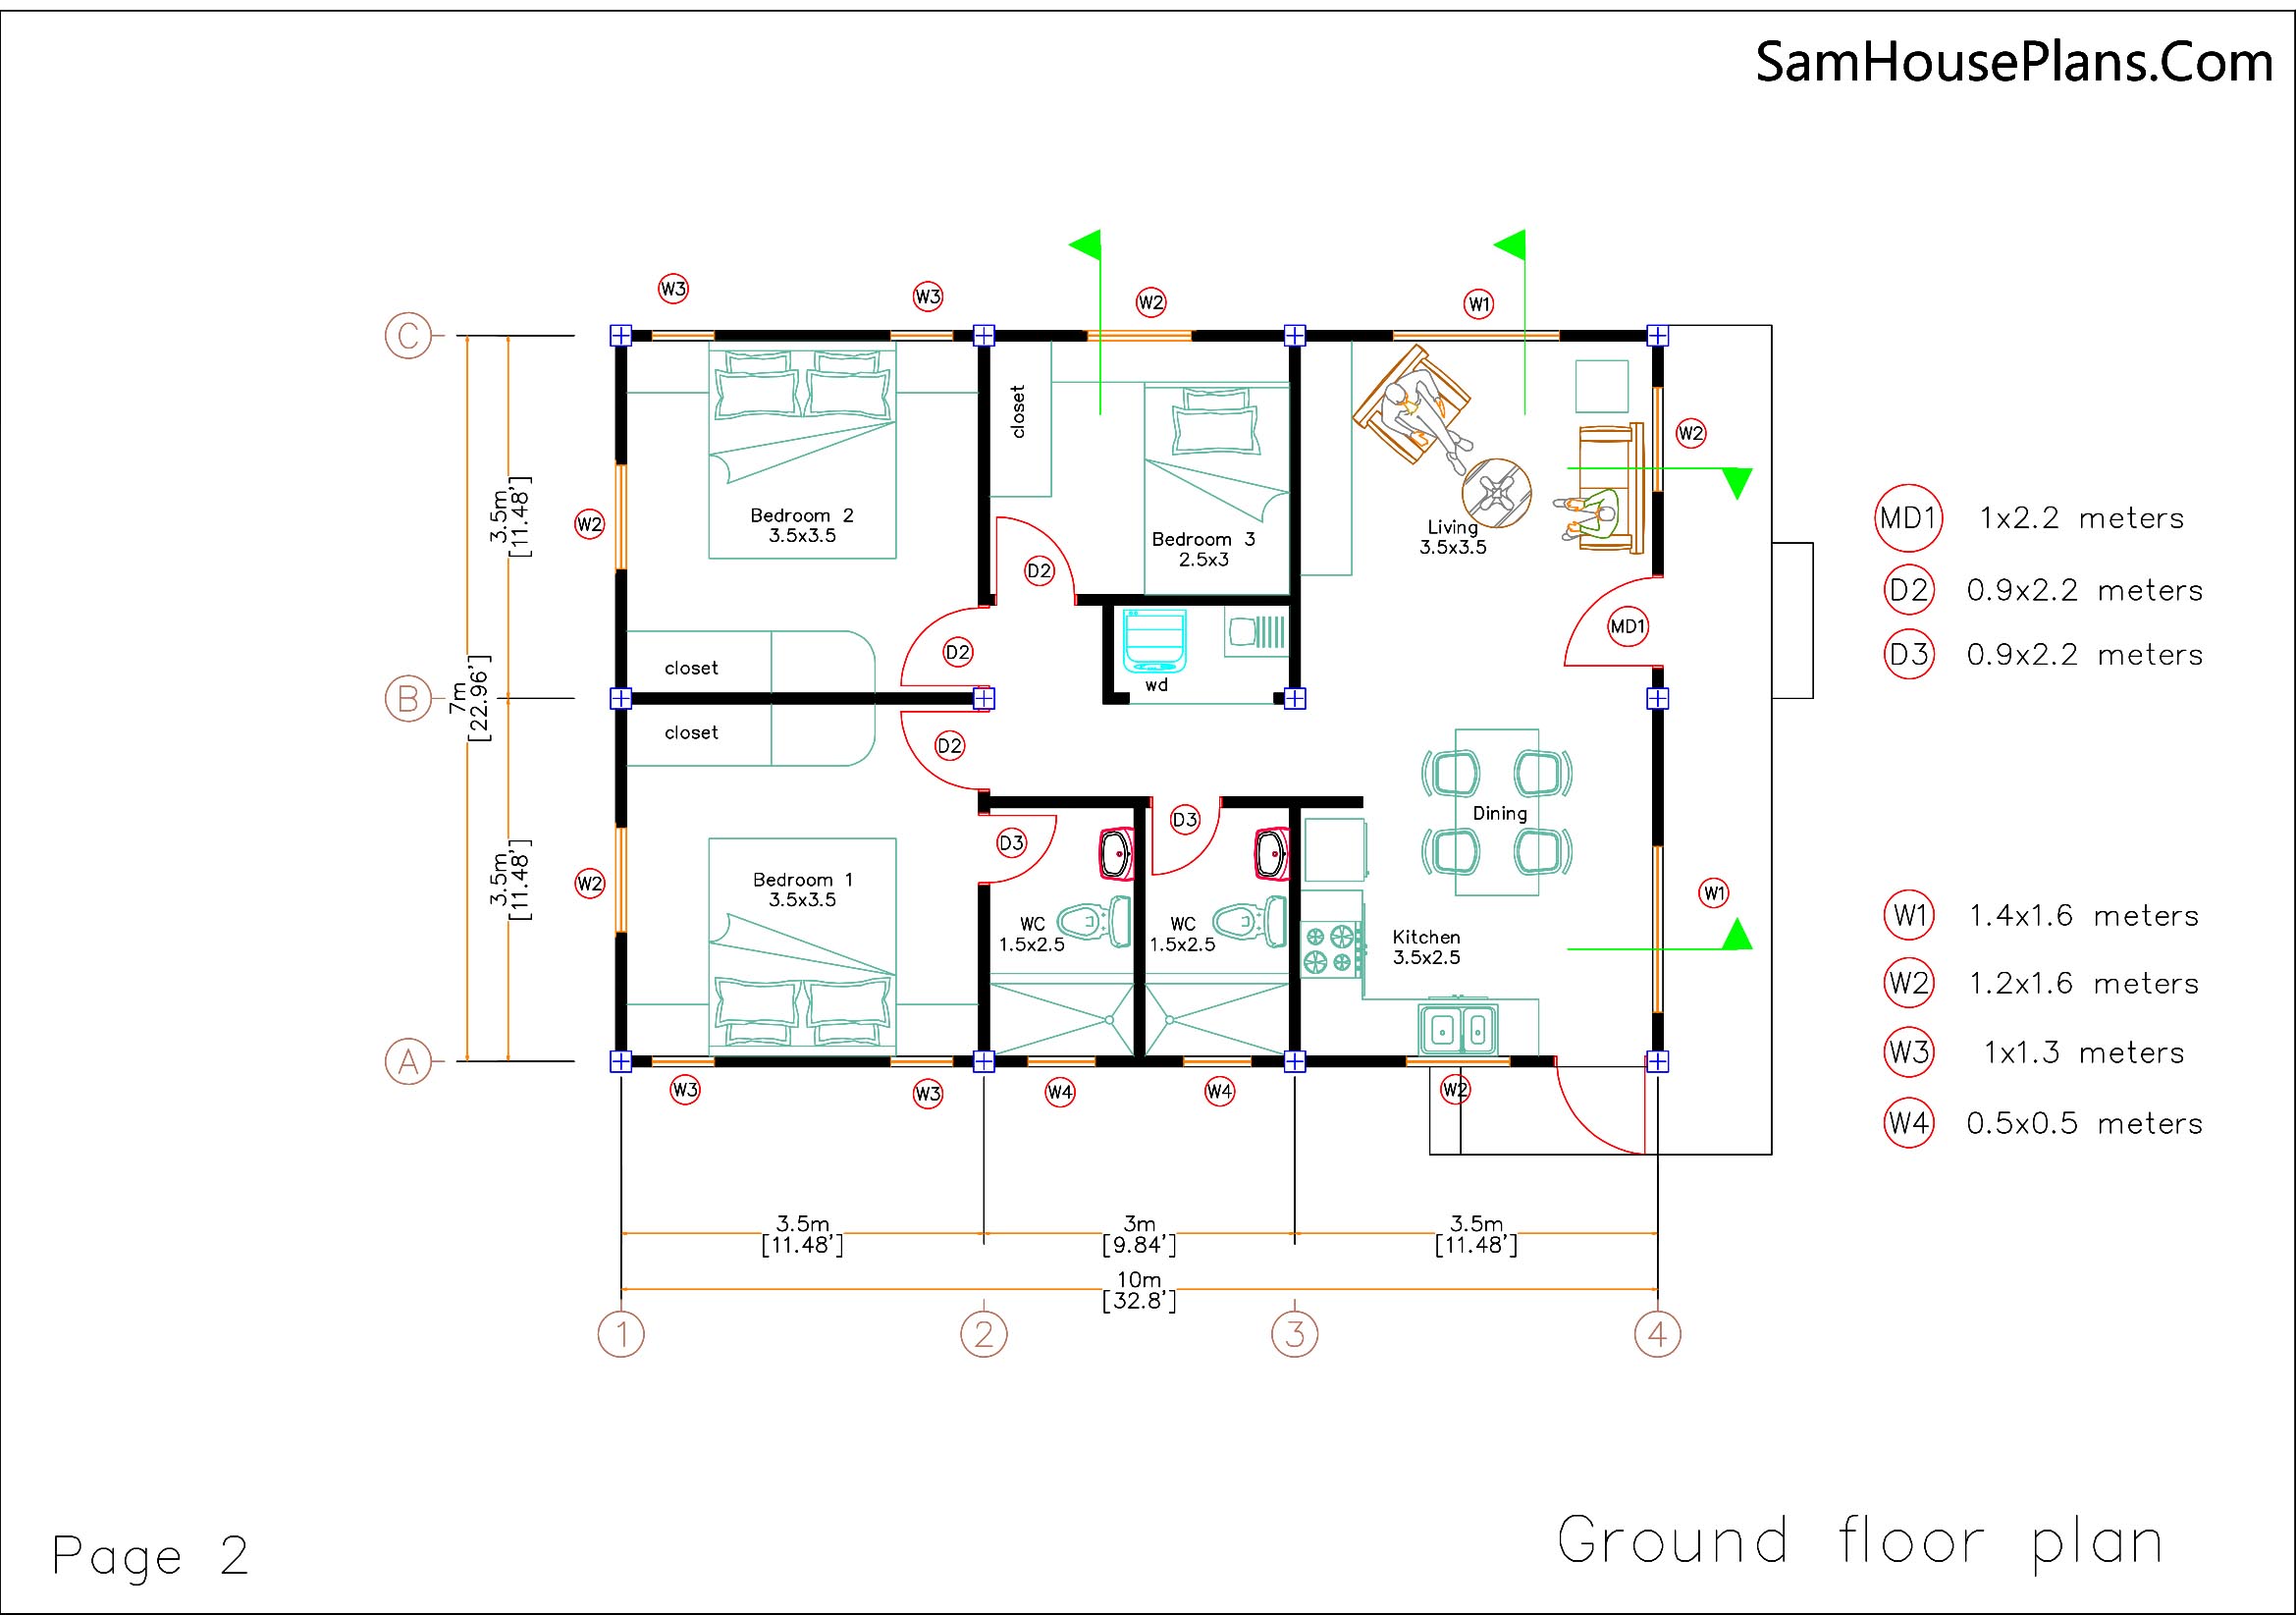 SamHousePlans.Com
W3
W3
W2
W1
C
closet
W2
3.5m
[11.48']
W2
Bedroom 2
3.5x3.5
Living
3.5x3.5
Bedroom 3
2.5x3
MD1 1x2.2 meters
D2
D2 0.9x2.2 meters
MD1
D2
D3 0.9x2.2 meters
closet
wd
B
7m
[22.96']
closet
D2
Dining
D3
D3
3.5m
[11.48']
W2
Bedroom 1
3.5x3.5
W1
W1 1.4x1.6 meters
WC
1.5x2.5
WC
1.5x2.5
Kitchen
3.5x2.5
W2 1.2x1.6 meters
A
W3 1x1.3 meters
W3
W3
W4
W4
W2
W4 0.5x0.5 meters
3.5m
[11.48']
3m
[9.84']
3.5m
[11.48']
10m
[32.8']
1
2
3
4
Page 2
Ground floor plan